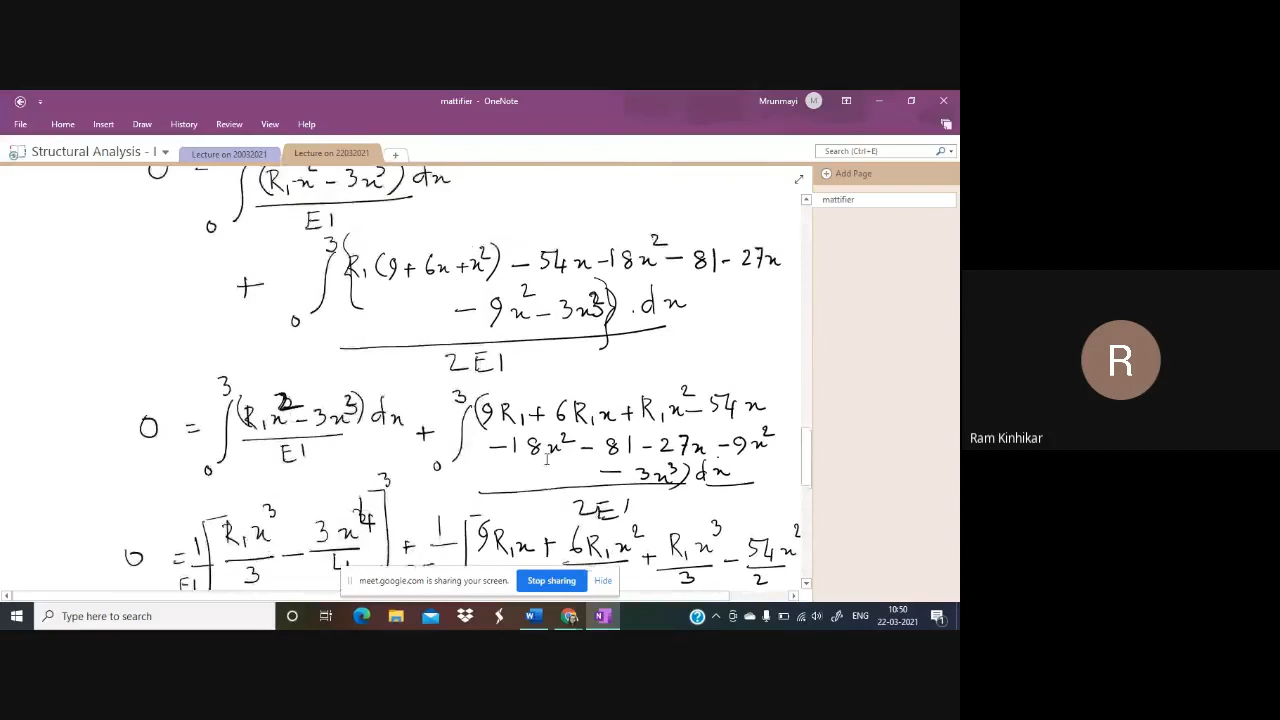 mattifier - OneNote
Mrunmayi M
File Home Insert Draw History Review View Help
Structural Analysis - I Lecture on 20032021 Lecture on 22032021 +
Search (Ctrl+E)
Add Page
mattifier
0 = ∫₀ (R₁x² - 3x³) dx
EI
+ ∫₀³ {R₁(9 + 6x + x²) - 54x - 18x² - 81 - 27x
- 9x² - 3x³} . dx
2EI
0 = ∫₀³ (R₁x² - 3x³) dx + ∫₀³ (9R₁ + 6R₁x + R₁x² - 54x
EI
- 18x² - 81 - 27x - 9x²
- 3x³) dx
2EI
0 = 1/EI [R₁x³/3 - 3x⁴/4]³ + 1 [9R₁x + 6R₁x² + R₁x³/3 - 54x²/2
meet.google.com is sharing your screen. Stop sharing Hide
R
Ram Kinhikar
Type here to search
ENG
10:50
22-03-2021
1